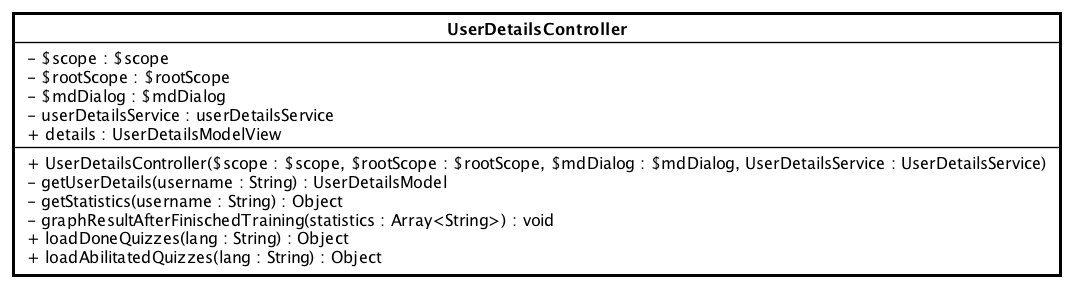 UserDetailsController
– $scope : $scope
– $rootScope : $rootScope
– $mdDialog : $mdDialog
– userDetailsService : userDetailsService
+ details : UserDetailsModelView
+ UserDetailsController($scope : $scope, $rootScope : $rootScope, $mdDialog : $mdDialog, UserDetailsService : UserDetailsService)
– getUserDetails(username : String) : UserDetailsModel
– getStatistics(username : String) : Object
– graphResultAfterFinischedTraining(statistics : Array<String>) : void
+ loadDoneQuizzes(lang : String) : Object
+ loadAbilitatedQuizzes(lang : String) : Object